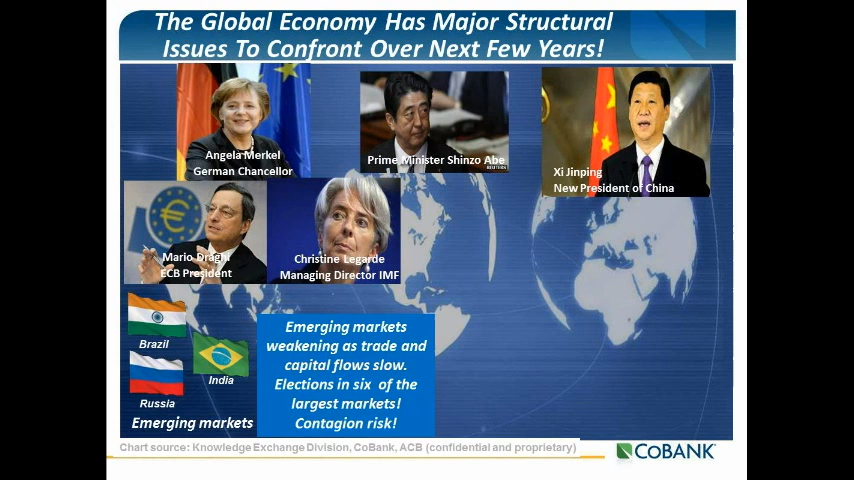 The Global Economy Has Major Structural
Issues To Confront Over Next Few Years!
Angela Merkel
German Chancellor
Prime Minister Shinzo Abe
REUTERS
Xi Jinping
New President of China
Mario Draghi
ECB President
Christine Legarde
Managing Director IMF
Brazil
India
Russia
Emerging markets
Emerging markets
weakening as trade and
capital flows slow.
Elections in six of the
largest markets!
Contagion risk!
Chart source: Knowledge Exchange Division, CoBank, ACB (confidential and proprietary)
COBANK